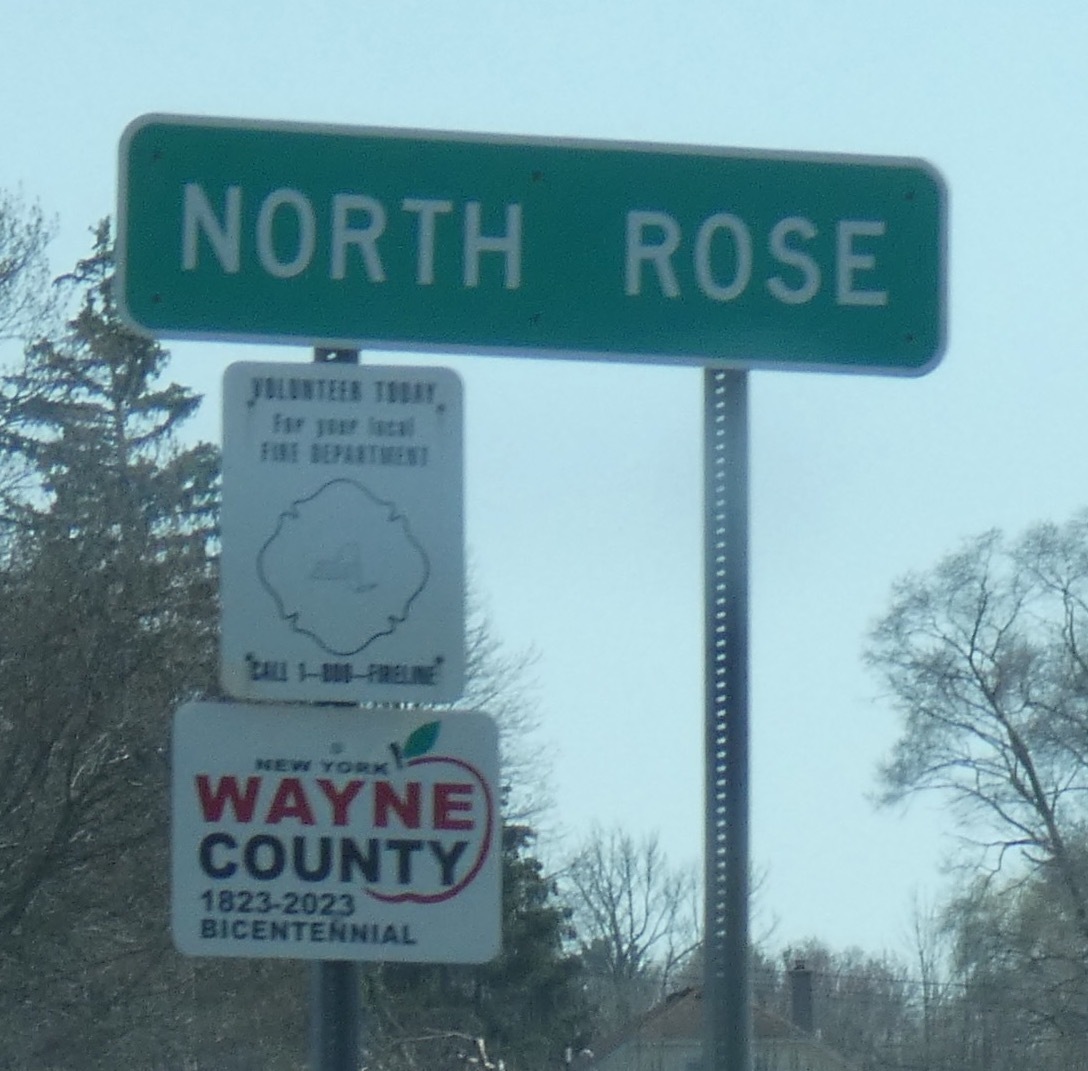 NORTH ROSE
VOLUNTEER TODAY
For your local
FIRE DEPARTMENT
CALL 1-800-FIRELINE
NEW YORK
WAYNE
COUNTY
1823-2023
BICENTENNIAL